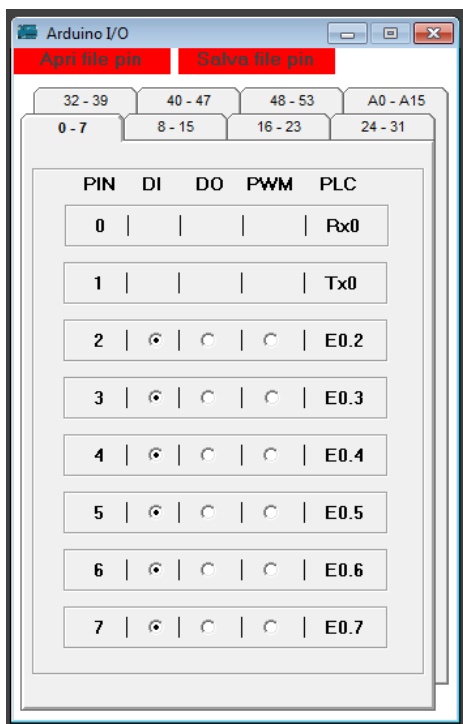 Arduino I/O
Apri file pin Salva file pin
32 - 39 40 - 47 48 - 53 A0 - A15
0 - 7 8 - 15 16 - 23 24 - 31
PIN DI DO PWM PLC
0 | | | | Rx0
1 | | | | Tx0
2 | | | | E0.2
3 | | | | E0.3
4 | | | | E0.4
5 | | | | E0.5
6 | | | | E0.6
7 | | | | E0.7